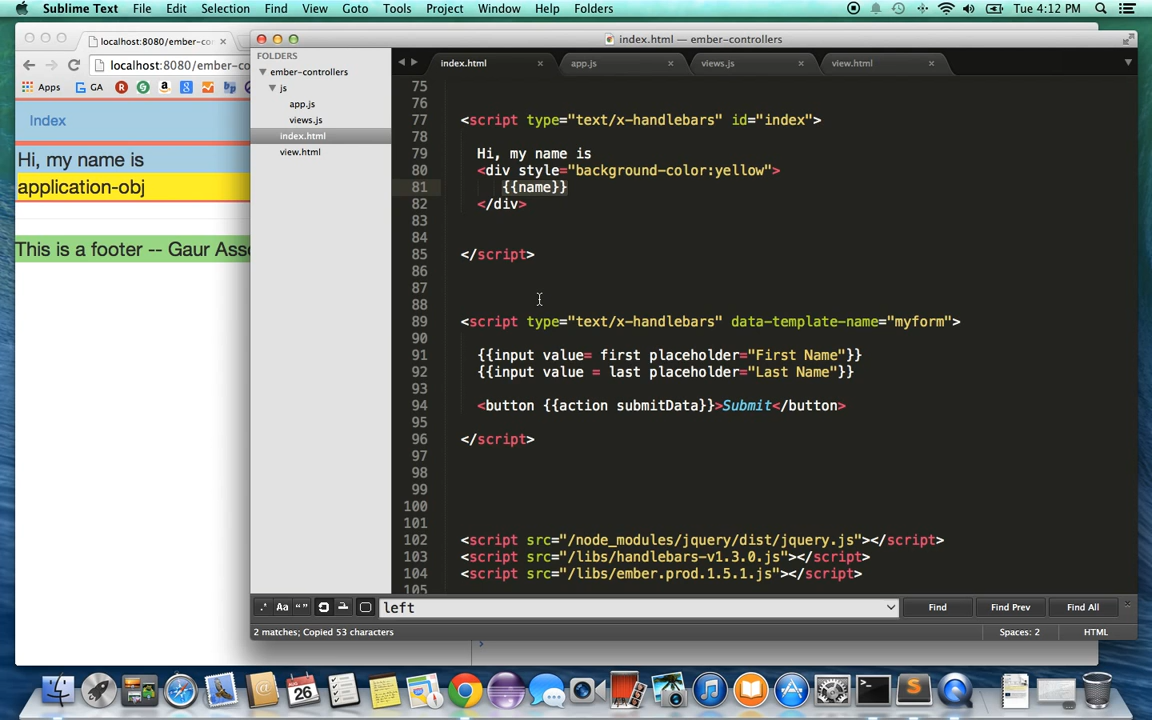 Sublime Text File Edit Selection Find View Goto Tools Project Window Help Folders Tue 4:12 PM
localhost:8080/ember-co
localhost:8080/ember-co
Apps GA
Index
Hi, my name is
application-obj
This is a footer -- Gaur Asso
index.html — ember-controllers
FOLDERS
ember-controllers
js
app.js
views.js
index.html
view.html
index.html app.js views.js view.html
75
76
77 <script type="text/x-handlebars" id="index">
78
79 Hi, my name is
80 <div style="background-color:yellow">
81 {{name}}
82 </div>
83
84
85 </script>
86
87
88
89 <script type="text/x-handlebars" data-template-name="myform">
90
91 {{input value= first placeholder="First Name"}}
92 {{input value = last placeholder="Last Name"}}
93
94 <button {{action submitData}}>Submit</button>
95
96 </script>
97
98
99
100
101
102 <script src="/node_modules/jquery/dist/jquery.js"></script>
103 <script src="/libs/handlebars-v1.3.0.js"></script>
104 <script src="/libs/ember.prod.1.5.1.js"></script>
105
.* Aa “” left Find Find Prev Find All
2 matches; Copied 53 characters Spaces: 2 HTML